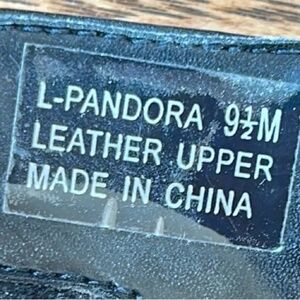 L-PANDORA 9½M
LEATHER UPPER
MADE IN CHINA